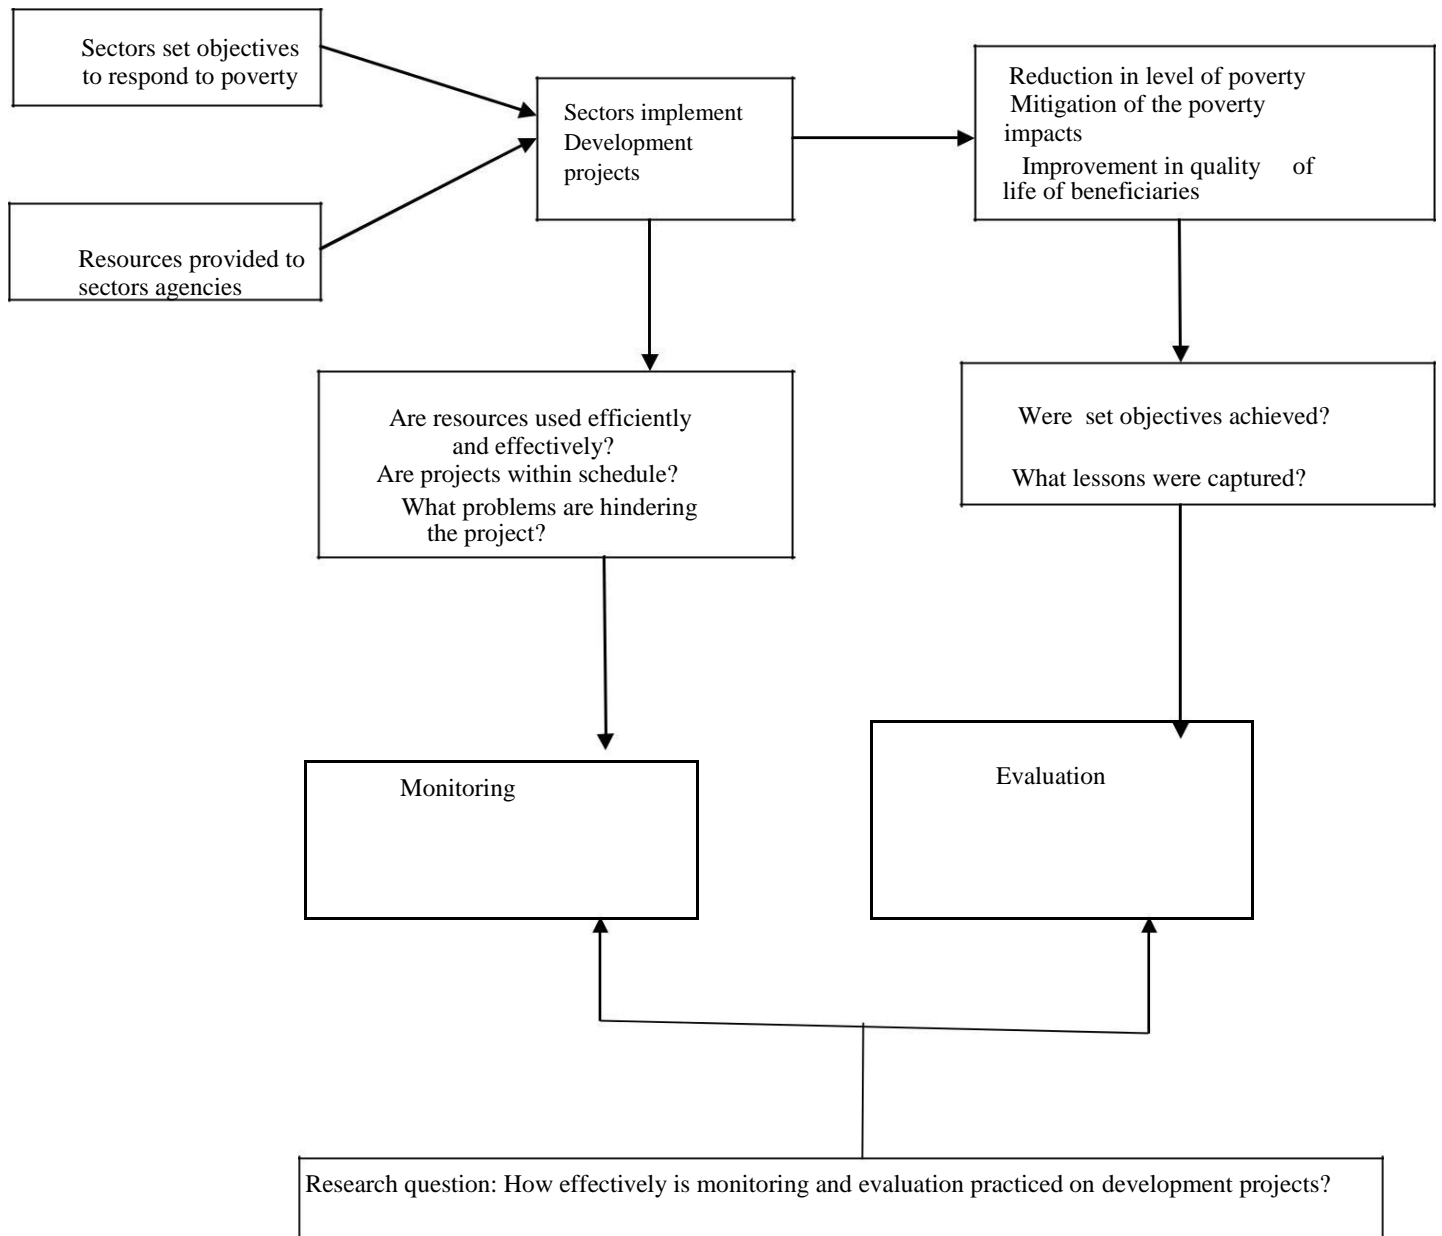 Sectors set objectives
to respond to poverty
Resources provided to
sectors agencies
Sectors implement
Development
projects
Reduction in level of poverty
Mitigation of the poverty
impacts
Improvement in quality of
life of beneficiaries
Are resources used efficiently
and effectively?
Are projects within schedule?
What problems are hindering
the project?
Were set objectives achieved?
What lessons were captured?
Monitoring
Evaluation
Research question: How effectively is monitoring and evaluation practiced on development projects?